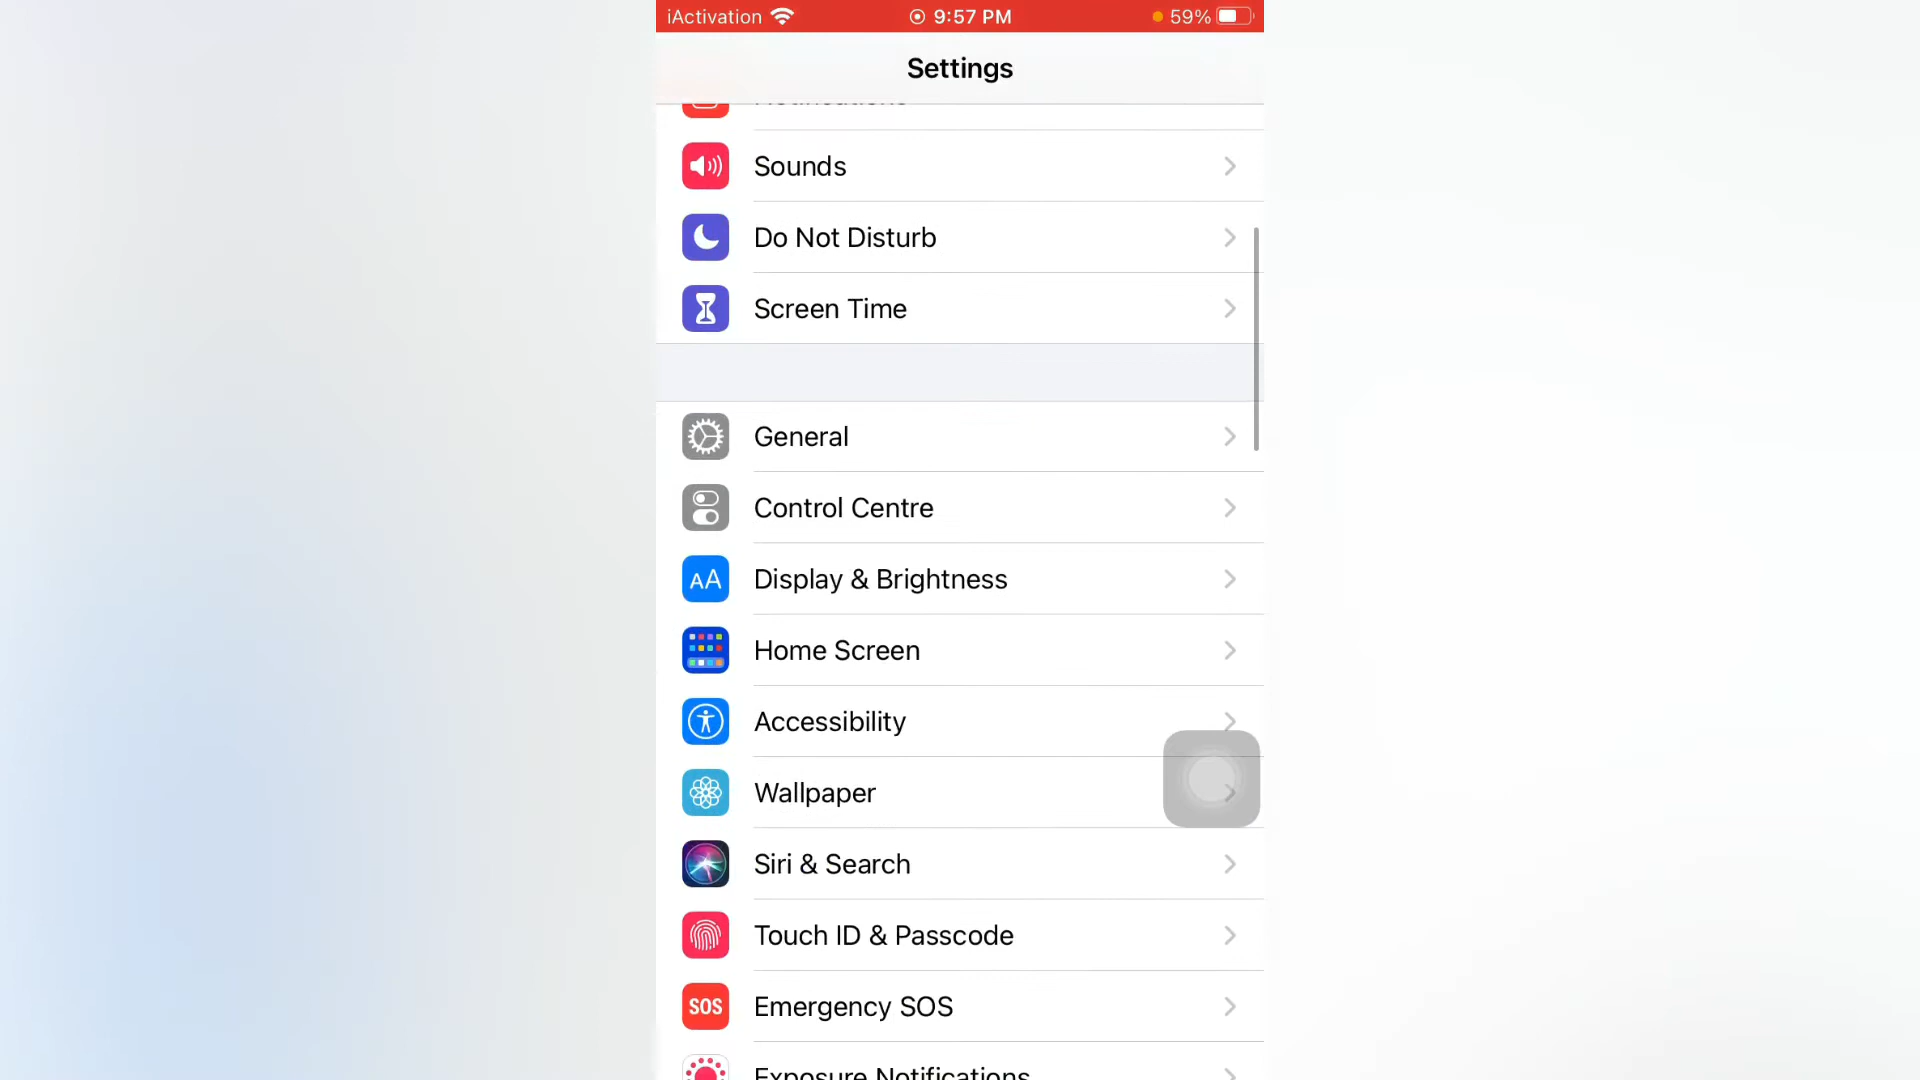 iActivation 9:57 PM 59%
Settings
Sounds
Do Not Disturb
Screen Time
General
Control Centre
AA Display & Brightness
Home Screen
Accessibility
Wallpaper
Siri & Search
Touch ID & Passcode
SOS Emergency SOS
Exposure Notifications